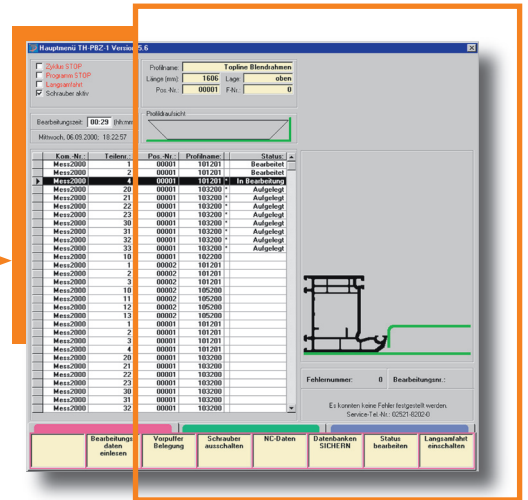 Hauptmenü TH-PBZ-1 Version 5.6
Zyklus STOP
Programm STOP
Langsamfahrt
Schrauber aktiv
Profilname: Topline Blendrahmen
Länge (mm): 1606 Lage: oben
Pos.-Nr.: 00001 F-Nr.: 0
Bearbeitungszeit: 00:29 (hh:mm
Mittwoch, 06.09.2000; 18:22:57
Profildraufsicht
Kom.-Nr.: Teilenr.: Pos.-Nr.: Profilname: Status:
Mess2000 1 00001 101201 Bearbeitet
Mess2000 2 00001 101201 Bearbeitet
Mess2000 4 00001 101201 * In Bearbeitung
Mess2000 20 00001 103200 * Aufgelegt
Mess2000 21 00001 103200 * Aufgelegt
Mess2000 22 00001 103200 * Aufgelegt
Mess2000 23 00001 103200 * Aufgelegt
Mess2000 30 00001 103200 * Aufgelegt
Mess2000 31 00001 103200 * Aufgelegt
Mess2000 32 00001 103200 * Aufgelegt
Mess2000 33 00001 103200 * Aufgelegt
Mess2000 10 00001 102200
Mess2000 1 00002 101201
Mess2000 2 00002 101201
Mess2000 3 00002 101201
Mess2000 10 00002 105200
Mess2000 11 00002 105200
Mess2000 12 00002 105200
Mess2000 13 00002 105200
Mess2000 1 00001 101201
Mess2000 2 00001 101201
Mess2000 3 00001 101201
Mess2000 4 00001 101201
Mess2000 20 00001 103200
Mess2000 21 00001 103200
Mess2000 22 00001 103200
Mess2000 23 00001 103200
Mess2000 30 00001 103200
Mess2000 31 00001 103200
Mess2000 32 00001 103200
Fehlernummer: 0 Bearbeitungsnr.:
Es konnten keine Fehler festgestellt werden.
Service-Tel.-Nr.: 02521-8202-0
Bearbeitungs
daten
einlesen
Vorpuffer
Belegung
Schrauber
ausschalten
NC-Daten
Datenbanken
SICHERN
Status
bearbeiten
Langsamfahrt
einschalten